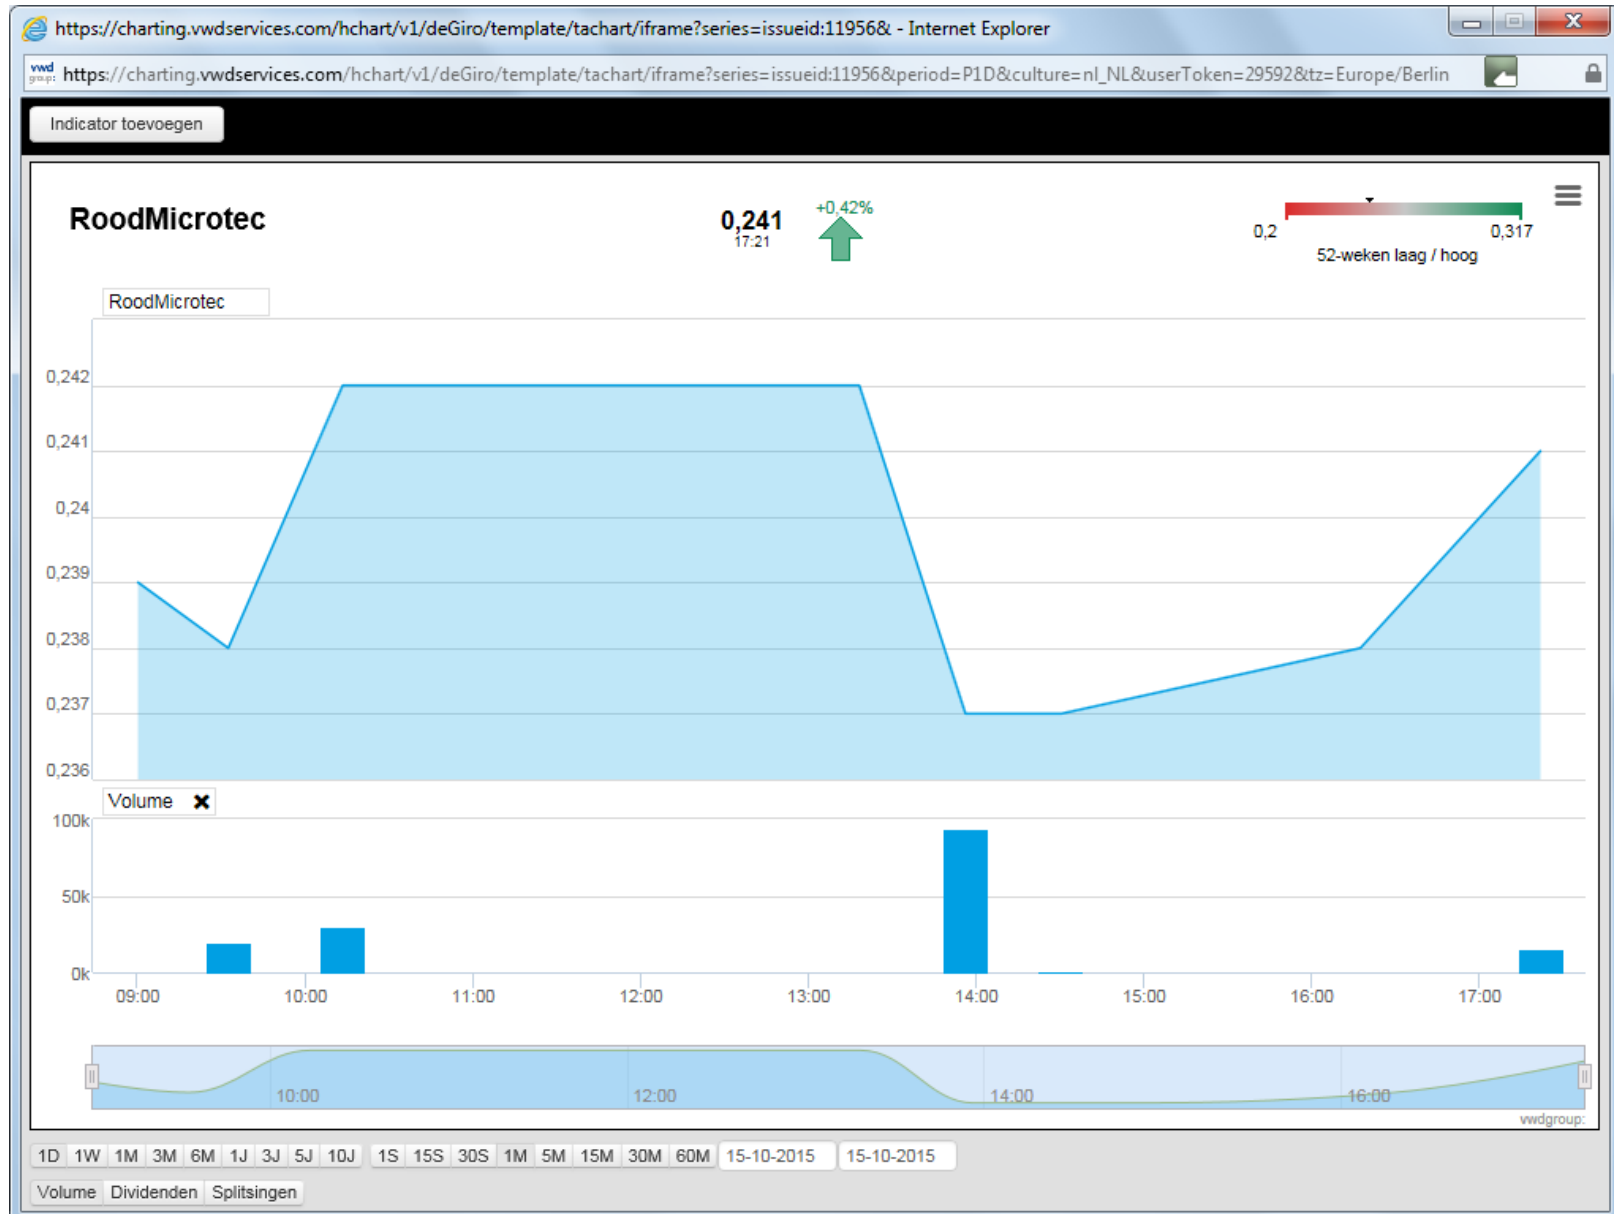 https://charting.vwdservices.com/hchart/v1/deGiro/template/tachart/iframe?series=issueid:11956& - Internet Explorer
vwd group: https://charting.vwdservices.com/hchart/v1/deGiro/template/tachart/iframe?series=issueid:11956&period=P1D&culture=nl_NL&userToken=29592&tz=Europe/Berlin
Indicator toevoegen
RoodMicrotec
0,241
17:21
+0,42%
0,2
0,317
52-weken laag / hoog
RoodMicrotec
0,242
0,241
0,24
0,239
0,238
0,237
0,236
Volume
100k
50k
0k
09:00 10:00 11:00 12:00 13:00 14:00 15:00 16:00 17:00
10:00 12:00 14:00 16:00
vwdgroup:
1D 1W 1M 3M 6M 1J 3J 5J 10J 1S 15S 30S 1M 5M 15M 30M 60M 15-10-2015 15-10-2015
Volume Dividenden Splitsingen